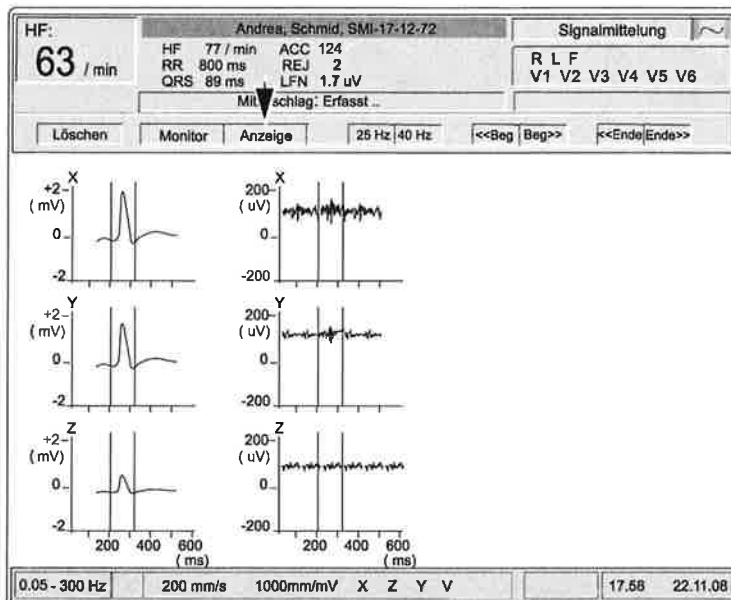 HF:
63 / min
Andrea, Schmid, SMI-17-12-72
HF 77 / min ACC 124
RR 800 ms REJ 2
QRS 89 ms LFN 1.7 uV
Signalmittelung
R L F
V1 V2 V3 V4 V5 V6
Mit schlag: Erfasst ..
Löschen Monitor Anzeige 25 Hz 40 Hz <<Beg Beg>> <<Ende Ende>>
X X
+2 200
(mV) (uV)
0 0
-2 -200
Y Y
+2 200
(mV) (uV)
0 0
-2 -200
Z Z
+2 200
(mV) (uV)
0 0
-2 -200
200 400 600 200 400 600
(ms) (ms)
0.05 - 300 Hz 200 mm/s 1000mm/mV X Z Y V 17.58 22.11.08